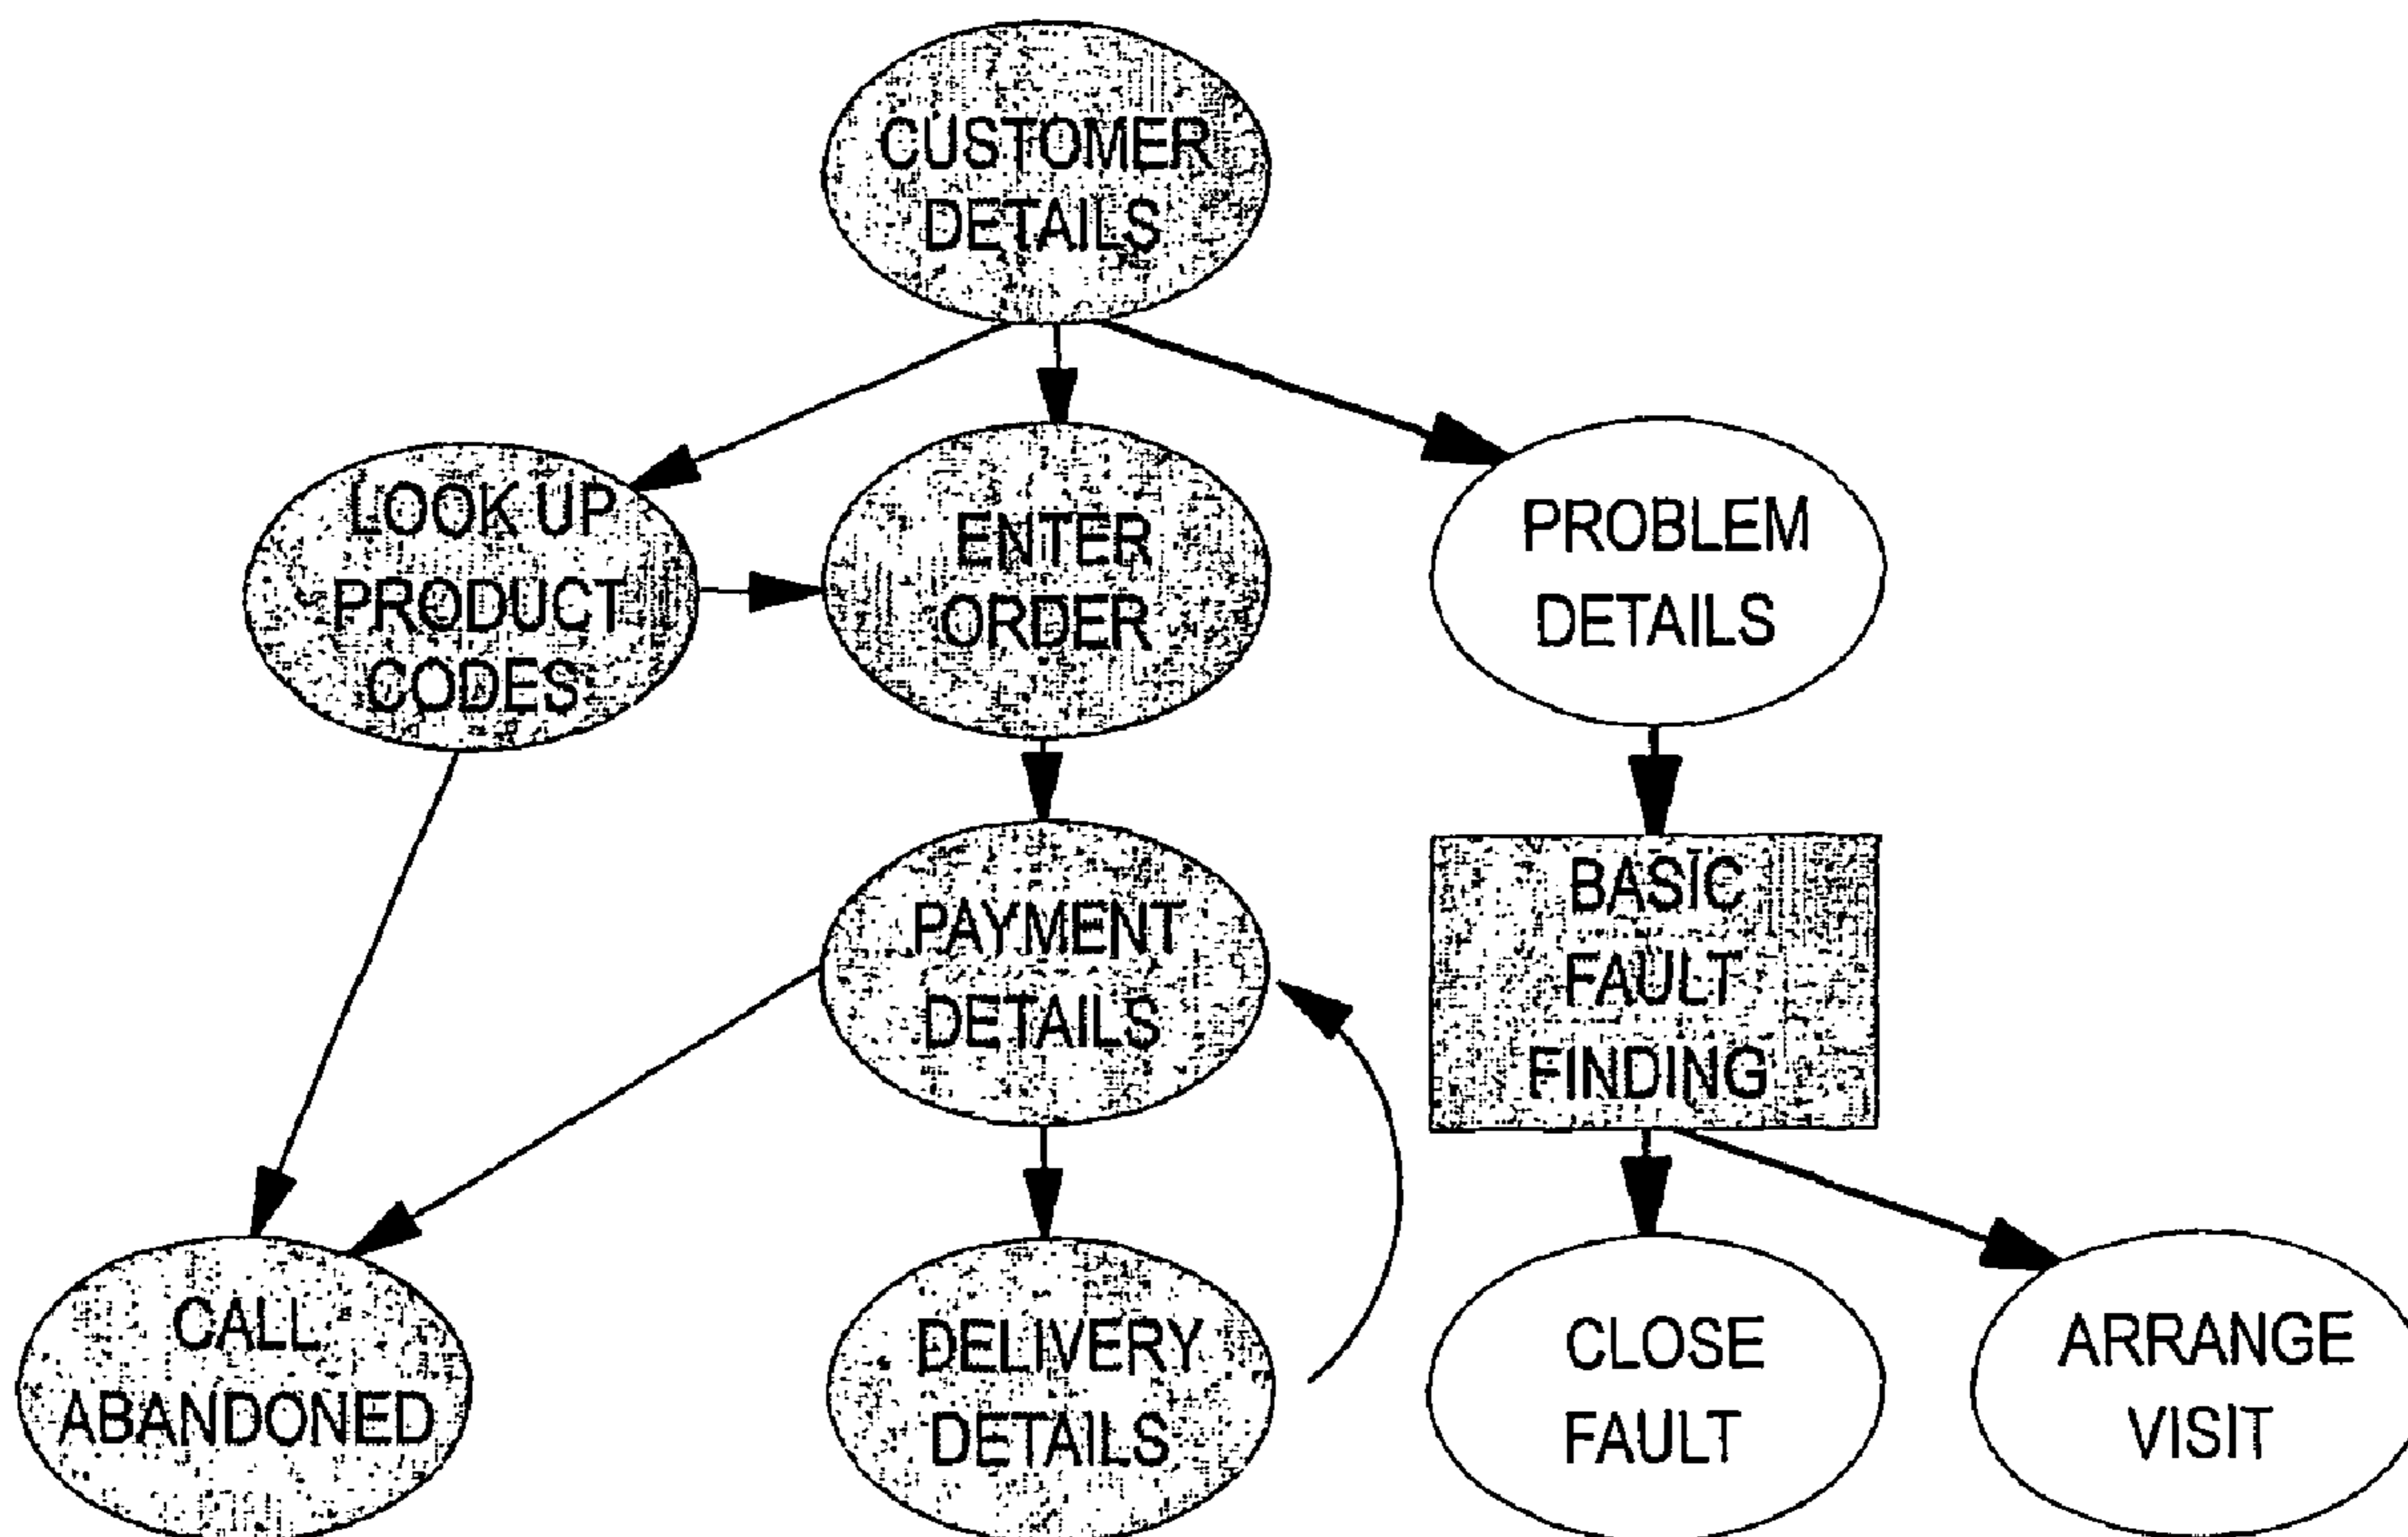 CUSTOMER
DETAILS
LOOK UP
PRODUCT
CODES
ENTER
ORDER
PROBLEM
DETAILS
PAYMENT
DETAILS
BASIC
FAULT
FINDING
CALL
ABANDONED
DELIVERY
DETAILS
CLOSE
FAULT
ARRANGE
VISIT